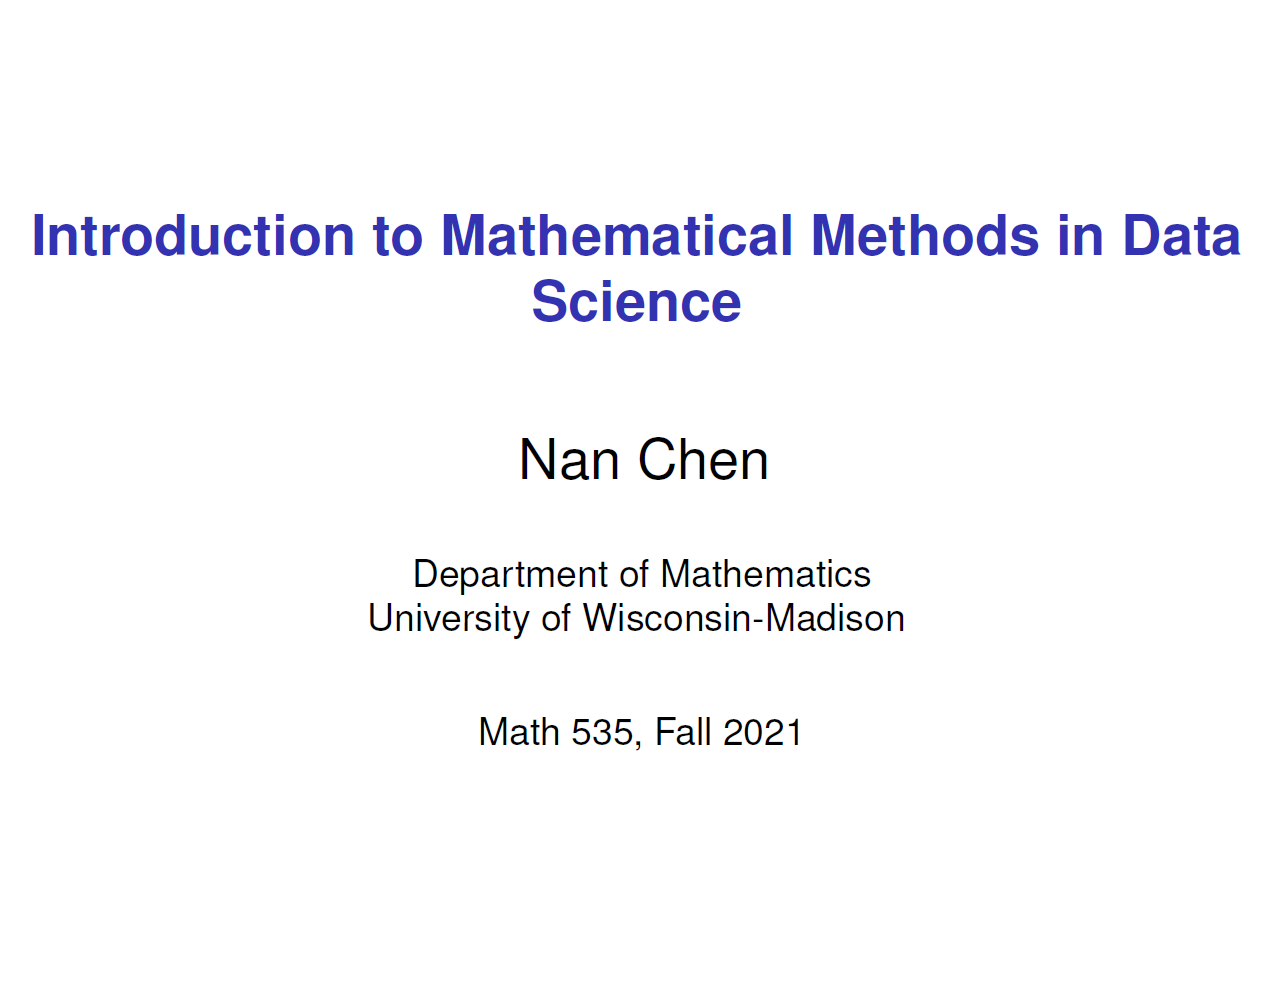 Introduction to Mathematical Methods in Data
Science
Nan Chen
Department of Mathematics
University of Wisconsin-Madison
Math 535, Fall 2021